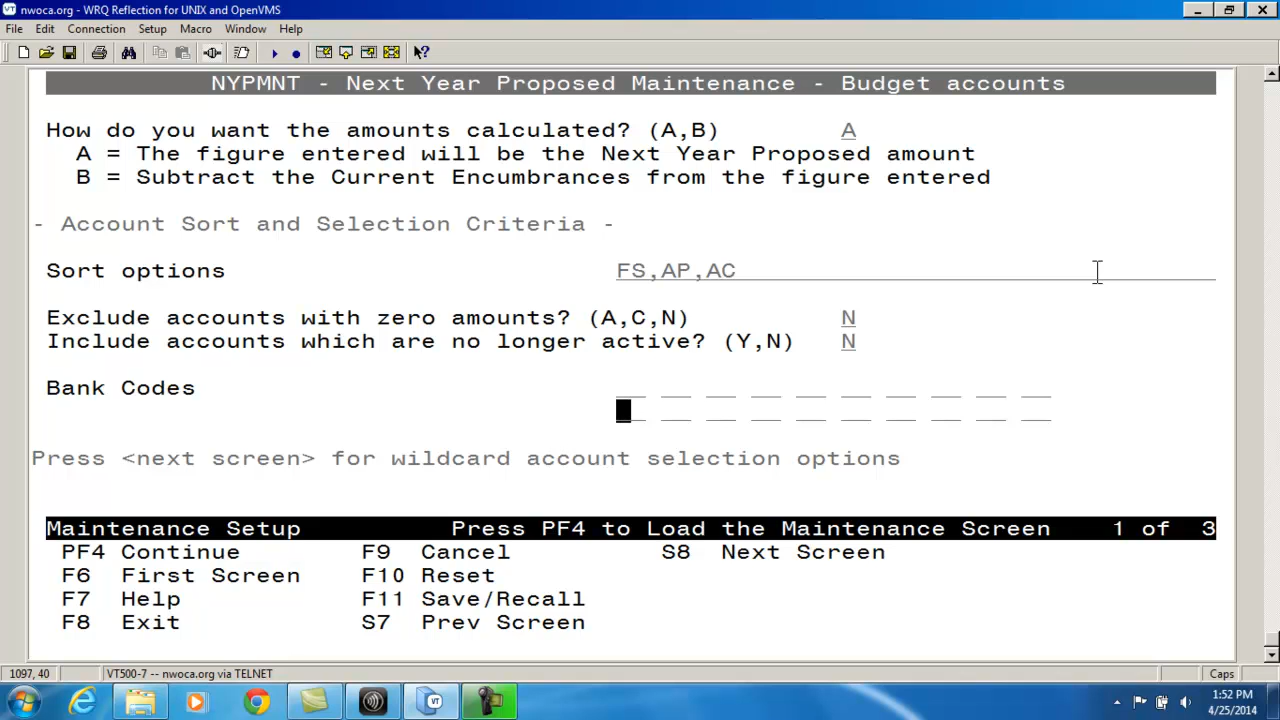 nwoca.org - WRQ Reflection for UNIX and OpenVMS
File Edit Connection Setup Macro Window Help
NYPMNT - Next Year Proposed Maintenance - Budget accounts
How do you want the amounts calculated? (A,B) A
A = The figure entered will be the Next Year Proposed amount
B = Subtract the Current Encumbrances from the figure entered
- Account Sort and Selection Criteria -
Sort options FS,AP,AC
Exclude accounts with zero amounts? (A,C,N) N
Include accounts which are no longer active? (Y,N) N
Bank Codes
Press <next screen> for wildcard account selection options
Maintenance Setup Press PF4 to Load the Maintenance Screen 1 of 3
PF4 Continue F9 Cancel S8 Next Screen
F6 First Screen F10 Reset
F7 Help F11 Save/Recall
F8 Exit S7 Prev Screen
1097, 40 VT500-7 -- nwoca.org via TELNET Caps
1:52 PM
4/25/2014